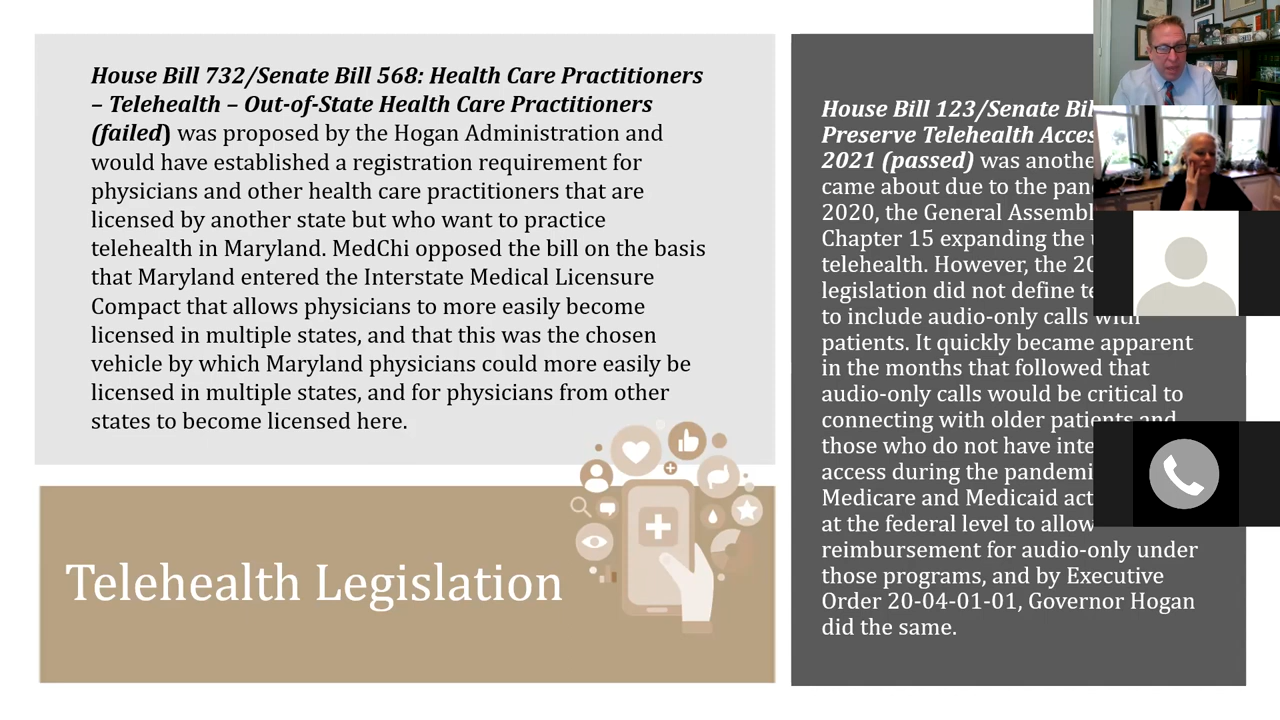 House Bill 732/Senate Bill 568: Health Care Practitioners
– Telehealth – Out-of-State Health Care Practitioners
(failed) was proposed by the Hogan Administration and
would have established a registration requirement for
physicians and other health care practitioners that are
licensed by another state but who want to practice
telehealth in Maryland. MedChi opposed the bill on the basis
that Maryland entered the Interstate Medical Licensure
Compact that allows physicians to more easily become
licensed in multiple states, and that this was the chosen
vehicle by which Maryland physicians could more easily be
licensed in multiple states, and for physicians from other
states to become licensed here.
Telehealth Legislation
House Bill 123/Senate
Preserve Telehealth
2021 (passed) was
came about due to the
2020, the General
Chapter 15 expanding the
telehealth. However, the
legislation did not define
to include audio-only calls with
patients. It quickly became apparent
in the months that followed that
audio-only calls would be critical to
connecting with older patients and
those who do not have
access during the
Medicare and Medicaid
at the federal level to allow
reimbursement for audio-only under
those programs, and by Executive
Order 20-04-01-01, Governor Hogan
did the same.